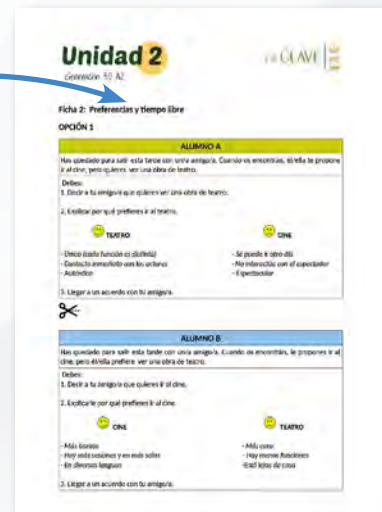 Unidad 2
Generación 3.0 A2
enCLAVE ELE
Ficha 2: Preferencias y tiempo libre
OPCIÓN 1
ALUMNO A
Has quedado para salir esta tarde con un/a amigo/a. Cuando os encontráis, él/ella te propone
ir al cine, pero quieres ver una obra de teatro.
Debes:
1. Decir a tu amigo/a que quieres ver una obra de teatro.
2. Explicar por qué prefieres ir al teatro.
TEATRO
- Único (cada función es distinta)
- Contacto inmediato con los actores
- Auténtico
CINE
- Se puede ir otro día
- No interactúa con el espectador
- Espectacular
3. Llegar a un acuerdo con tu amigo/a.
ALUMNO B
Has quedado para salir esta tarde con un/a amigo/a. Cuando os encontráis, le propones ir al
cine, pero él/ella prefiere ver una obra de teatro.
Debes:
1. Decir a tu amigo/a que quieres ir al cine.
2. Explicarle por qué prefieres ir al cine.
CINE
- Más barato
- Hay más sesiones y en más salas
- En diversas lenguas
TEATRO
- Más caro
- Hay menos funciones
- Está lejos de casa
3. Llegar a un acuerdo con tu amigo/a.